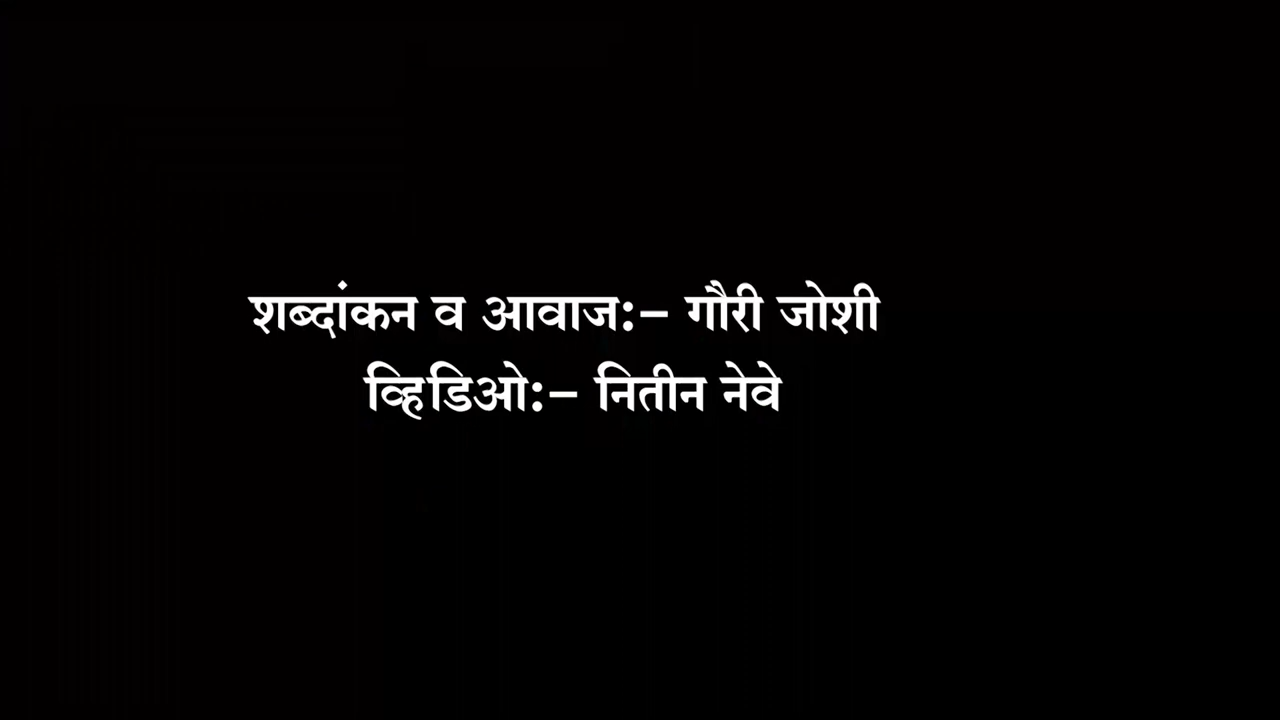 शब्दांकन व आवाज:– गौरी जोशी
व्हिडिओ:– नितीन नेवे